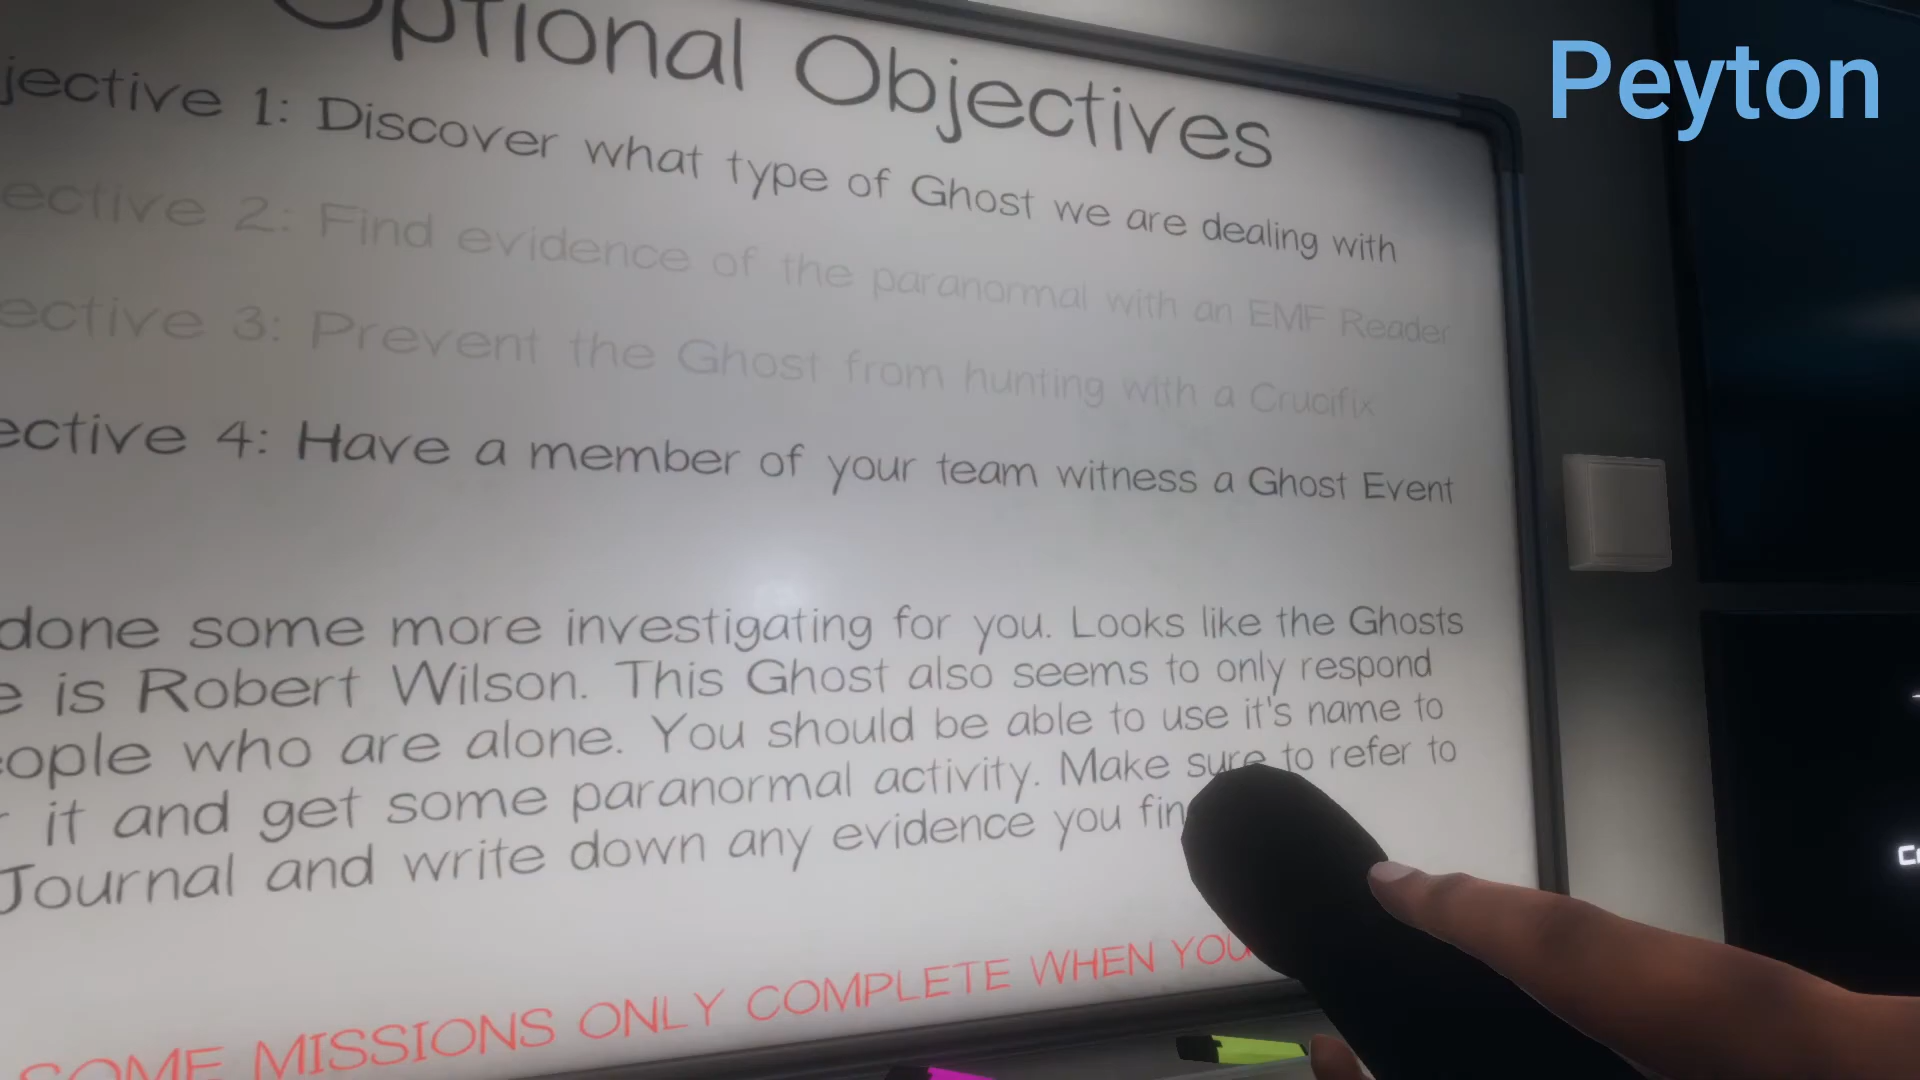 Optional Objectives
Peyton
jective 1: Discover what type of Ghost we are dealing with
ective 2: Find evidence of the paranormal with an EMF Reader
ective 3: Prevent the Ghost from hunting with a Crucifix
ective 4: Have a member of your team witness a Ghost Event
done some more investigating for you. Looks like the Ghosts
e is Robert Wilson. This Ghost also seems to only respond
eople who are alone. You should be able to use it's name to
r it and get some paranormal activity. Make sure to refer to
Journal and write down any evidence you fin
SOME MISSIONS ONLY COMPLETE WHEN YOU